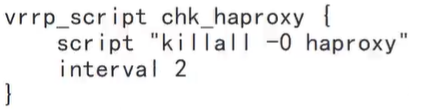 vrrp_script chk_haproxy {
    script "killall -0 haproxy"
    interval 2
}